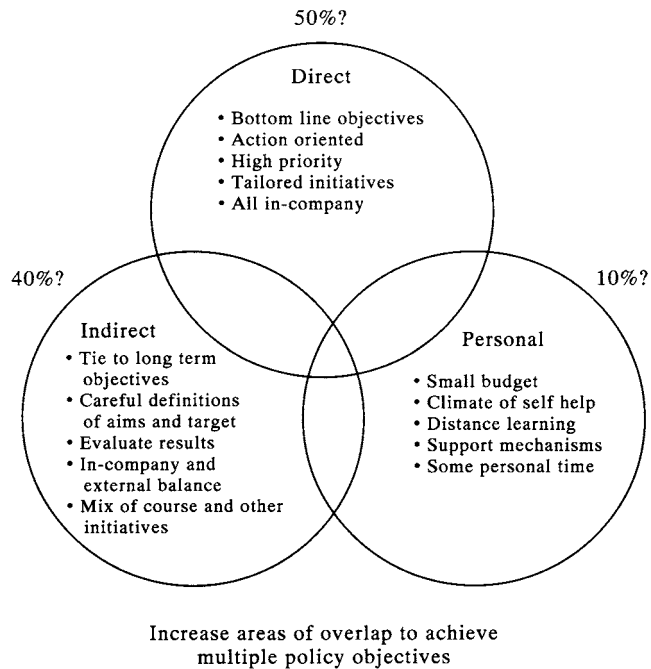 50%?
Direct
• Bottom line objectives
• Action oriented
• High priority
• Tailored initiatives
• All in-company
40%?
Indirect
• Tie to long term
objectives
• Careful definitions
of aims and target
• Evaluate results
• In-company and
external balance
• Mix of course and other
initiatives
10%?
Personal
• Small budget
• Climate of self help
• Distance learning
• Support mechanisms
• Some personal time
Increase areas of overlap to achieve
multiple policy objectives